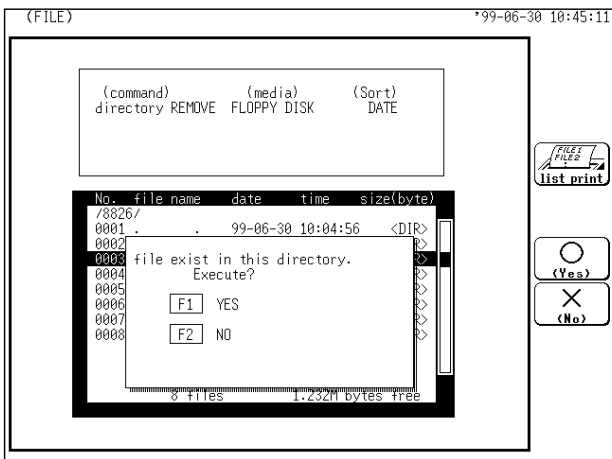 (FILE)
'99-06-30 10:45:11
(command) (media) (Sort)
directory REMOVE FLOPPY DISK DATE
FILE1
FILE2
list print
No. file name date time size(byte)
/8826/
0001 . . 99-06-30 10:04:56 <DIR>
0002 R>
0003 R>
0004 R>
0005 R>
0006 R>
0007 R>
0008 R>
file exist in this directory.
Execute?
F1 YES
F2 NO
(Yes)
(No)
8 files 1.232M bytes free